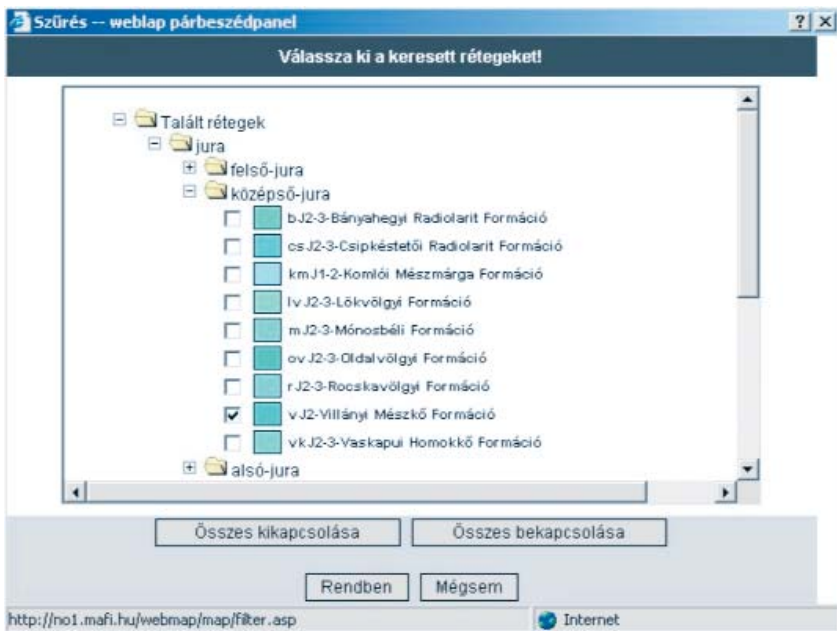 Szűrés -- weblap párbeszédpanel
Válassza ki a keresett rétegeket!
Talált rétegek
jura
felső-jura
középső-jura
bJ2-3-Bányahegyi Radiolarit Formáció
csJ2-3-Csipkéstetői Radiolarit Formáció
kmJ1-2-Komlói Mészmárga Formáció
lvJ2-3-Lökvölgyi Formáció
mJ2-3-Mónosbéli Formáció
ovJ2-3-Oldalvölgyi Formáció
rJ2-3-Rocskavölgyi Formáció
vJ2-Villányi Mészkő Formáció
vkJ2-3-Vaskapui Homokkő Formáció
alsó-jura
Összes kikapcsolása Összes bekapcsolása
Rendben Mégsem
http://no1.mafi.hu/webmap/map/filter.asp Internet